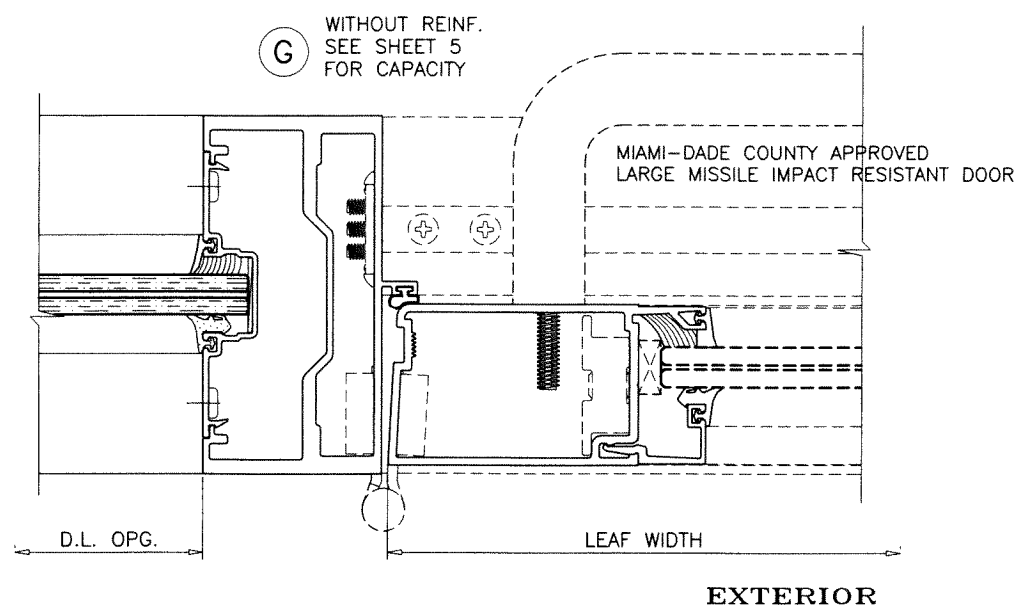 WITHOUT REINF.
G
SEE SHEET 5
FOR CAPACITY
MIAMI-DADE COUNTY APPROVED
LARGE MISSILE IMPACT RESISTANT DOOR
D.L. OPG.
LEAF WIDTH
EXTERIOR